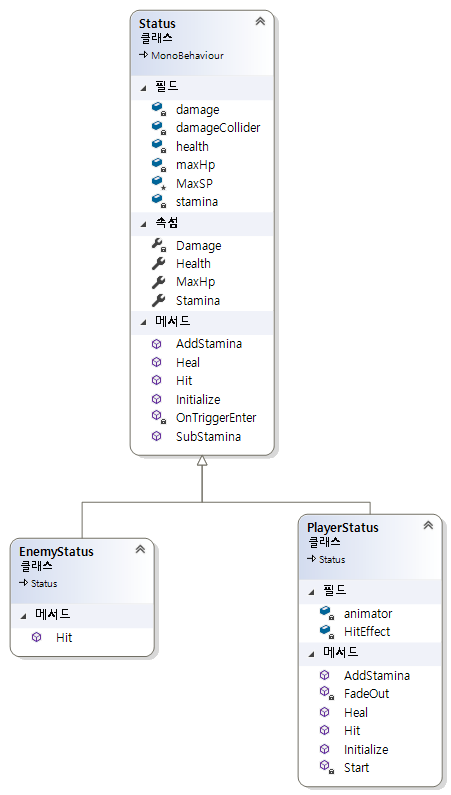 Status
클래스
MonoBehaviour
필드
damage
damageCollider
health
maxHp
MaxSP
stamina
속성
Damage
Health
MaxHp
Stamina
메서드
AddStamina
Heal
Hit
Initialize
OnTriggerEnter
SubStamina
EnemyStatus
클래스
Status
메서드
Hit
PlayerStatus
클래스
Status
필드
animator
HitEffect
메서드
AddStamina
FadeOut
Heal
Hit
Initialize
Start